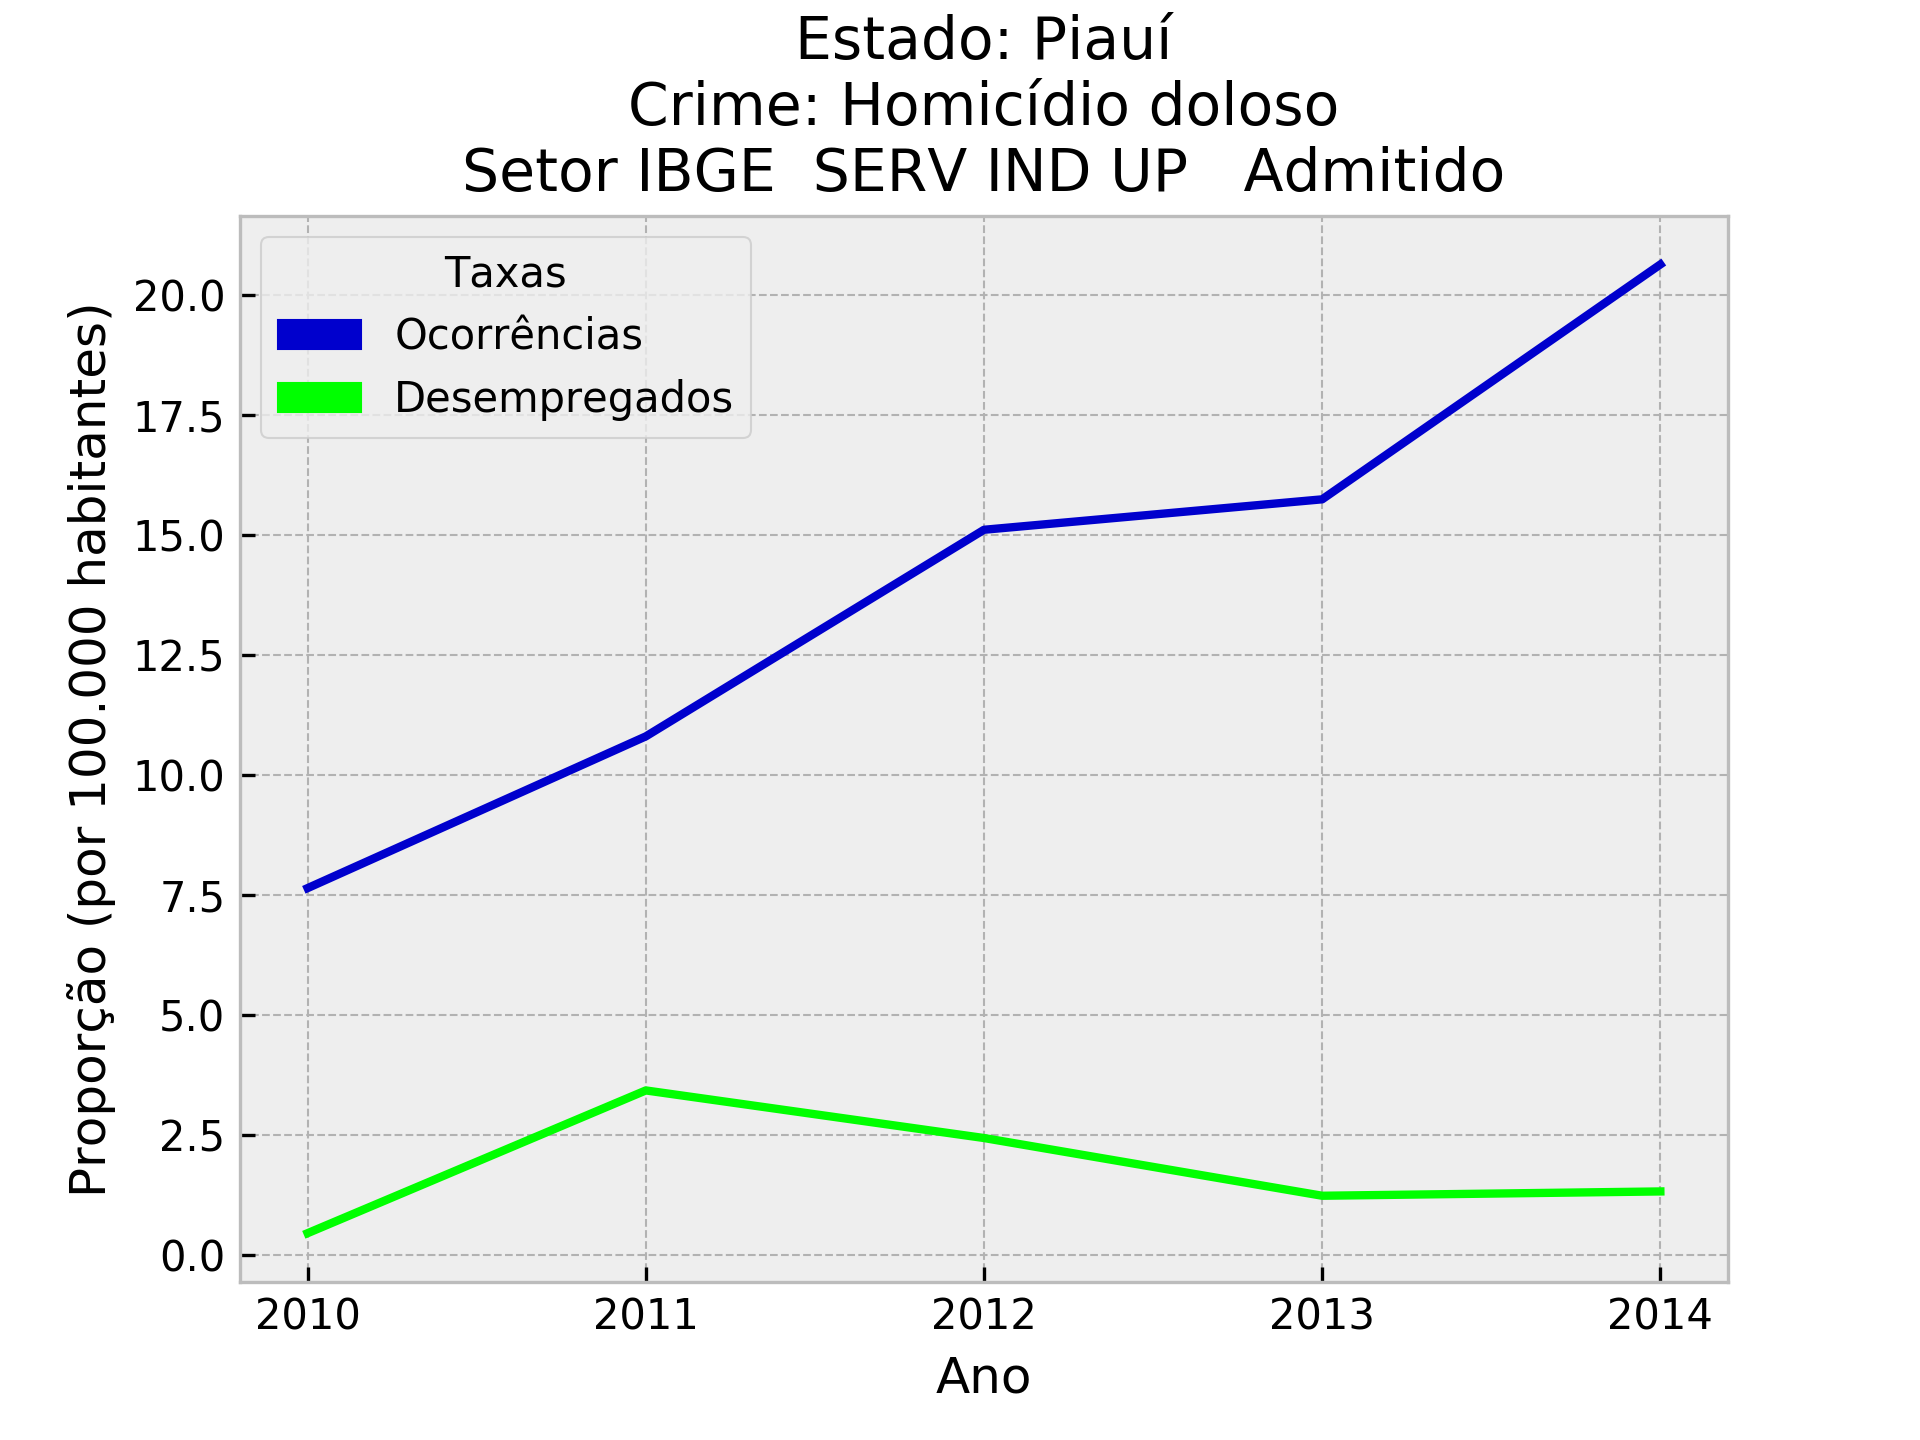 Estado: Piauí
Crime: Homicídio doloso
Setor IBGE  SERV IND UP   Admitido
Taxas
Ocorrências
Desempregados
Proporção (por 100.000 habitantes)
20.0
17.5
15.0
12.5
10.0
7.5
5.0
2.5
0.0
2010 2011 2012 2013 2014
Ano